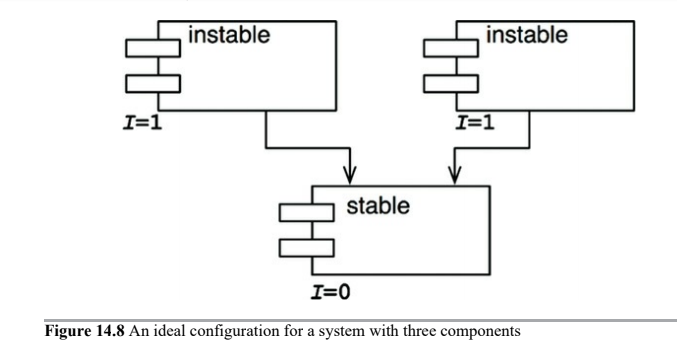 instable
instable
I=1
I=1
stable
I=0
Figure 14.8 An ideal configuration for a system with three components